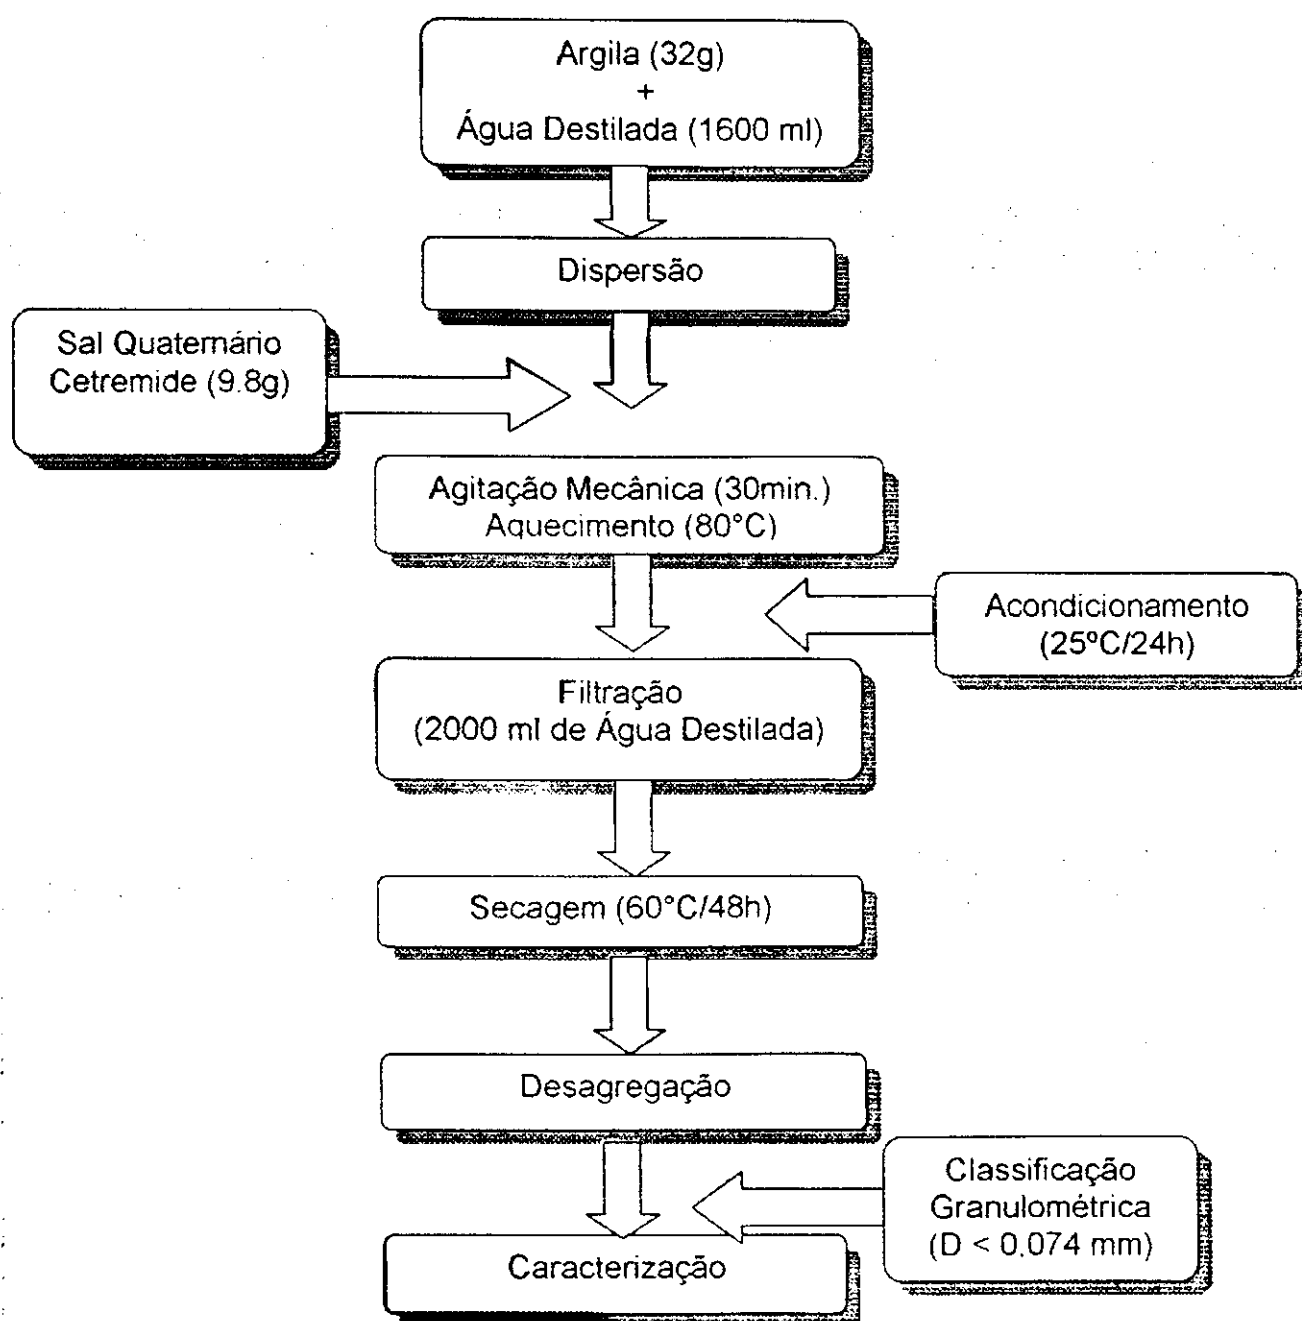 Argila (32g)
+
Água Destilada (1600 ml)
Dispersão
Sal Quaternário
Cetremide (9.8g)
Agitação Mecânica (30min.)
Aquecimento (80°C)
Acondicionamento
(25ºC/24h)
Filtração
(2000 ml de Água Destilada)
Secagem (60°C/48h)
Desagregação
Classificação
Granulométrica
(D < 0,074 mm)
Caracterização